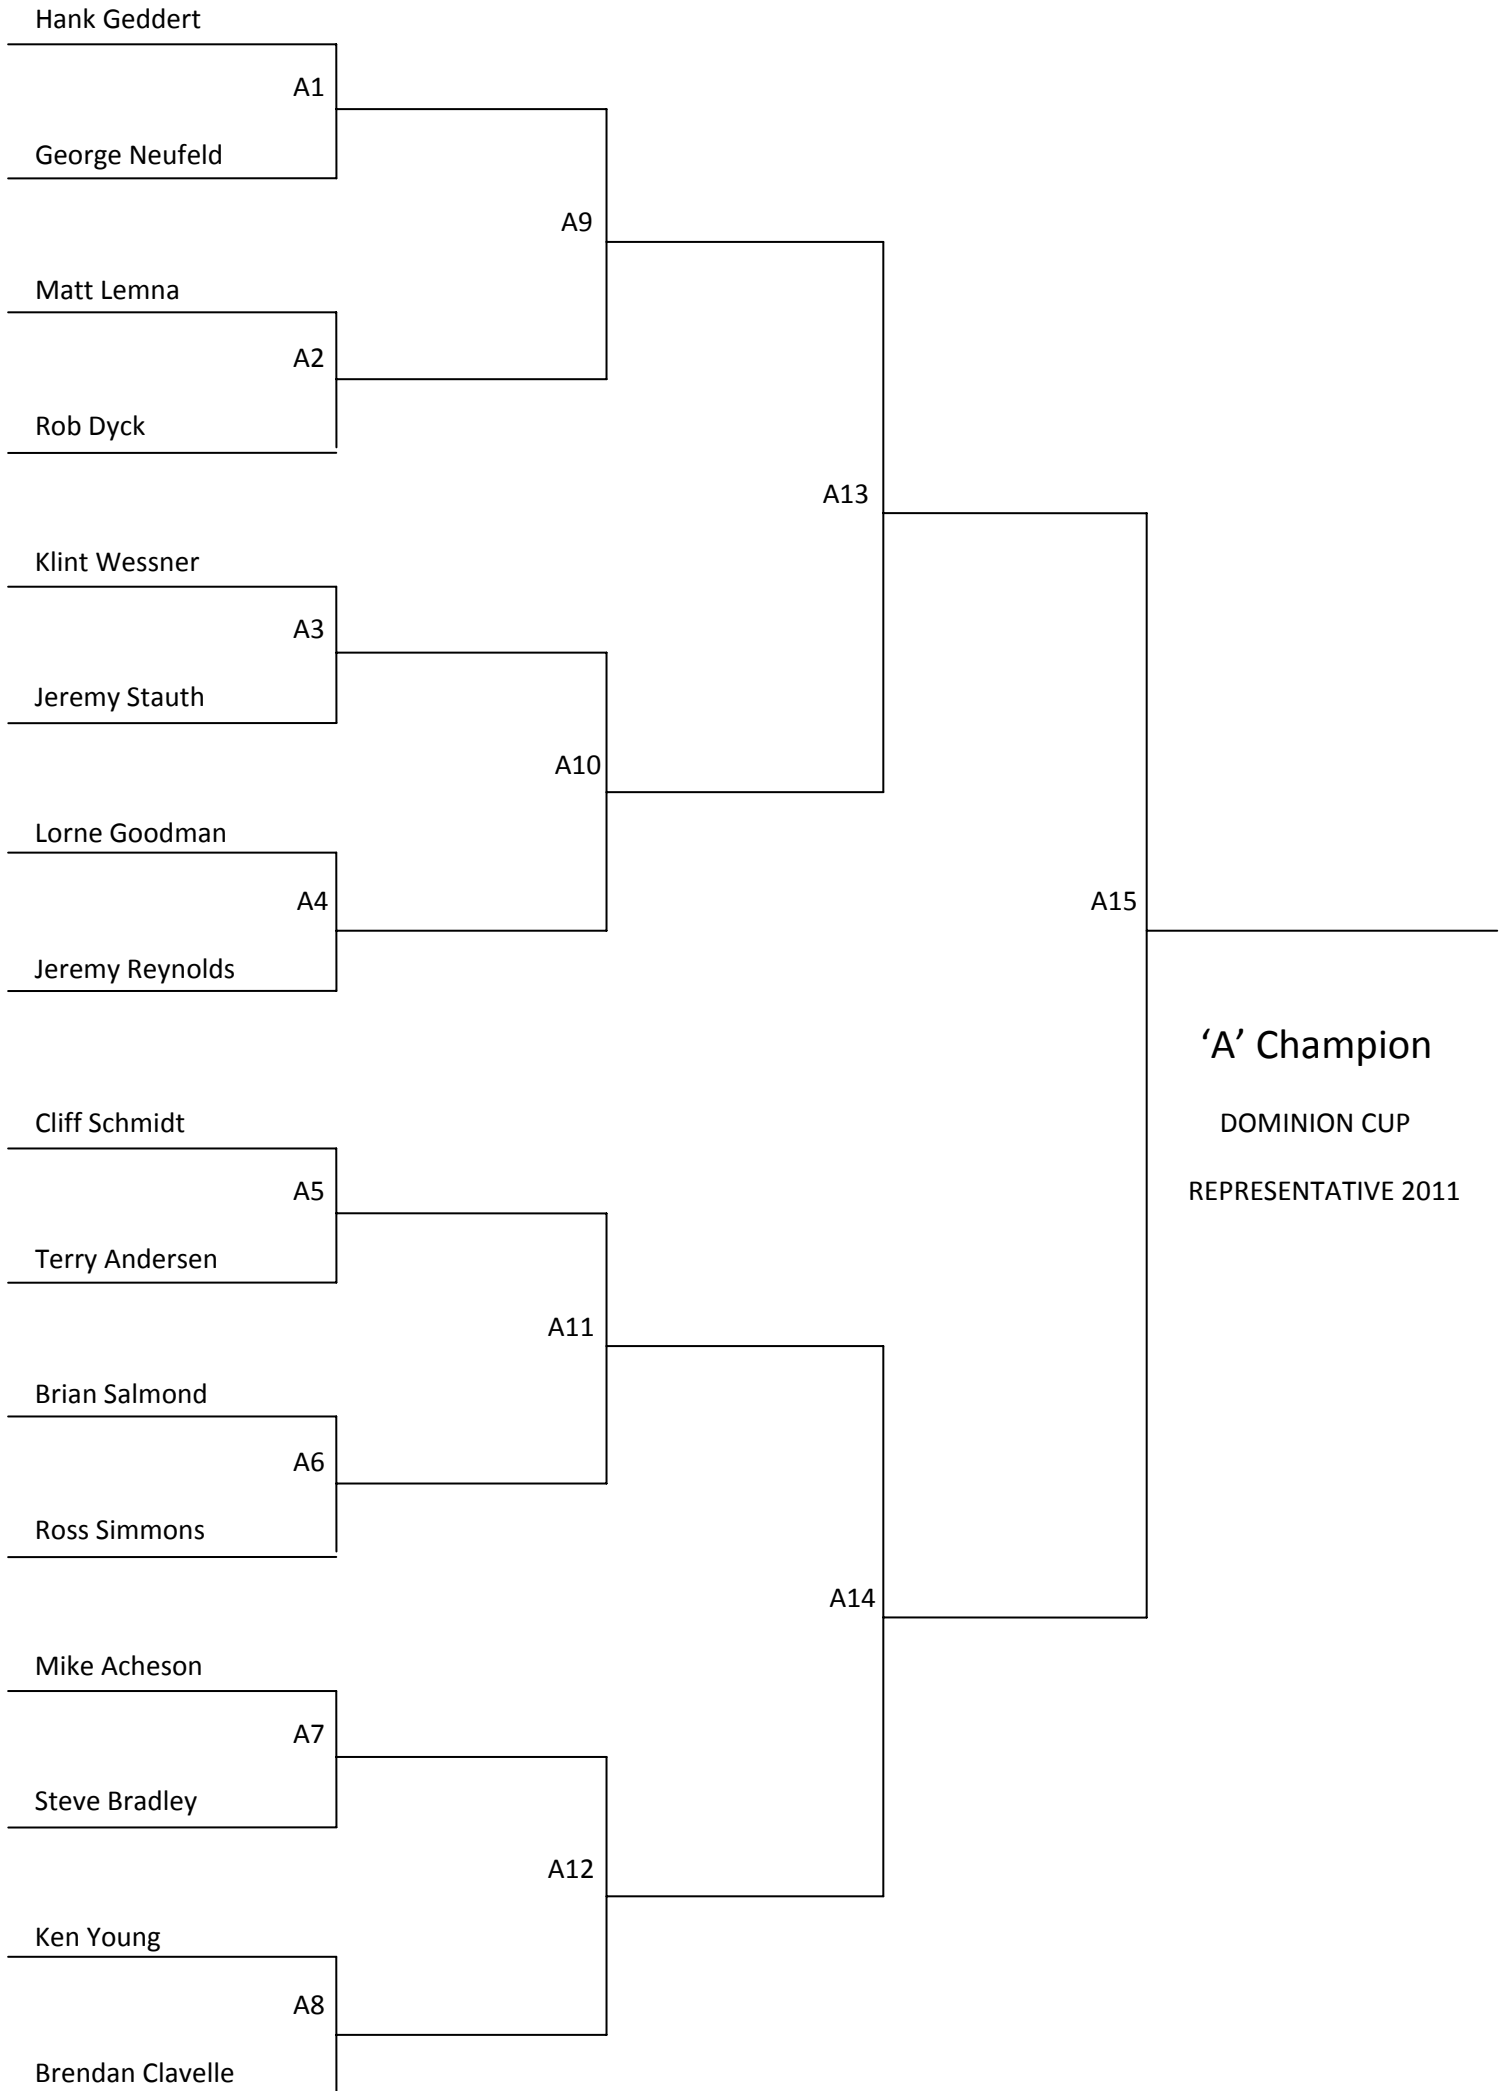 Hank Geddert
A1
George Neufeld
A9
Matt Lemna
A2
Rob Dyck
A13
Klint Wessner
A3
Jeremy Stauth
A10
Lorne Goodman
A4
A15
Jeremy Reynolds
‘A’ Champion
Cliff Schmidt
DOMINION CUP
A5
REPRESENTATIVE 2011
Terry Andersen
A11
Brian Salmond
A6
Ross Simmons
A14
Mike Acheson
A7
Steve Bradley
A12
Ken Young
A8
Brendan Clavelle